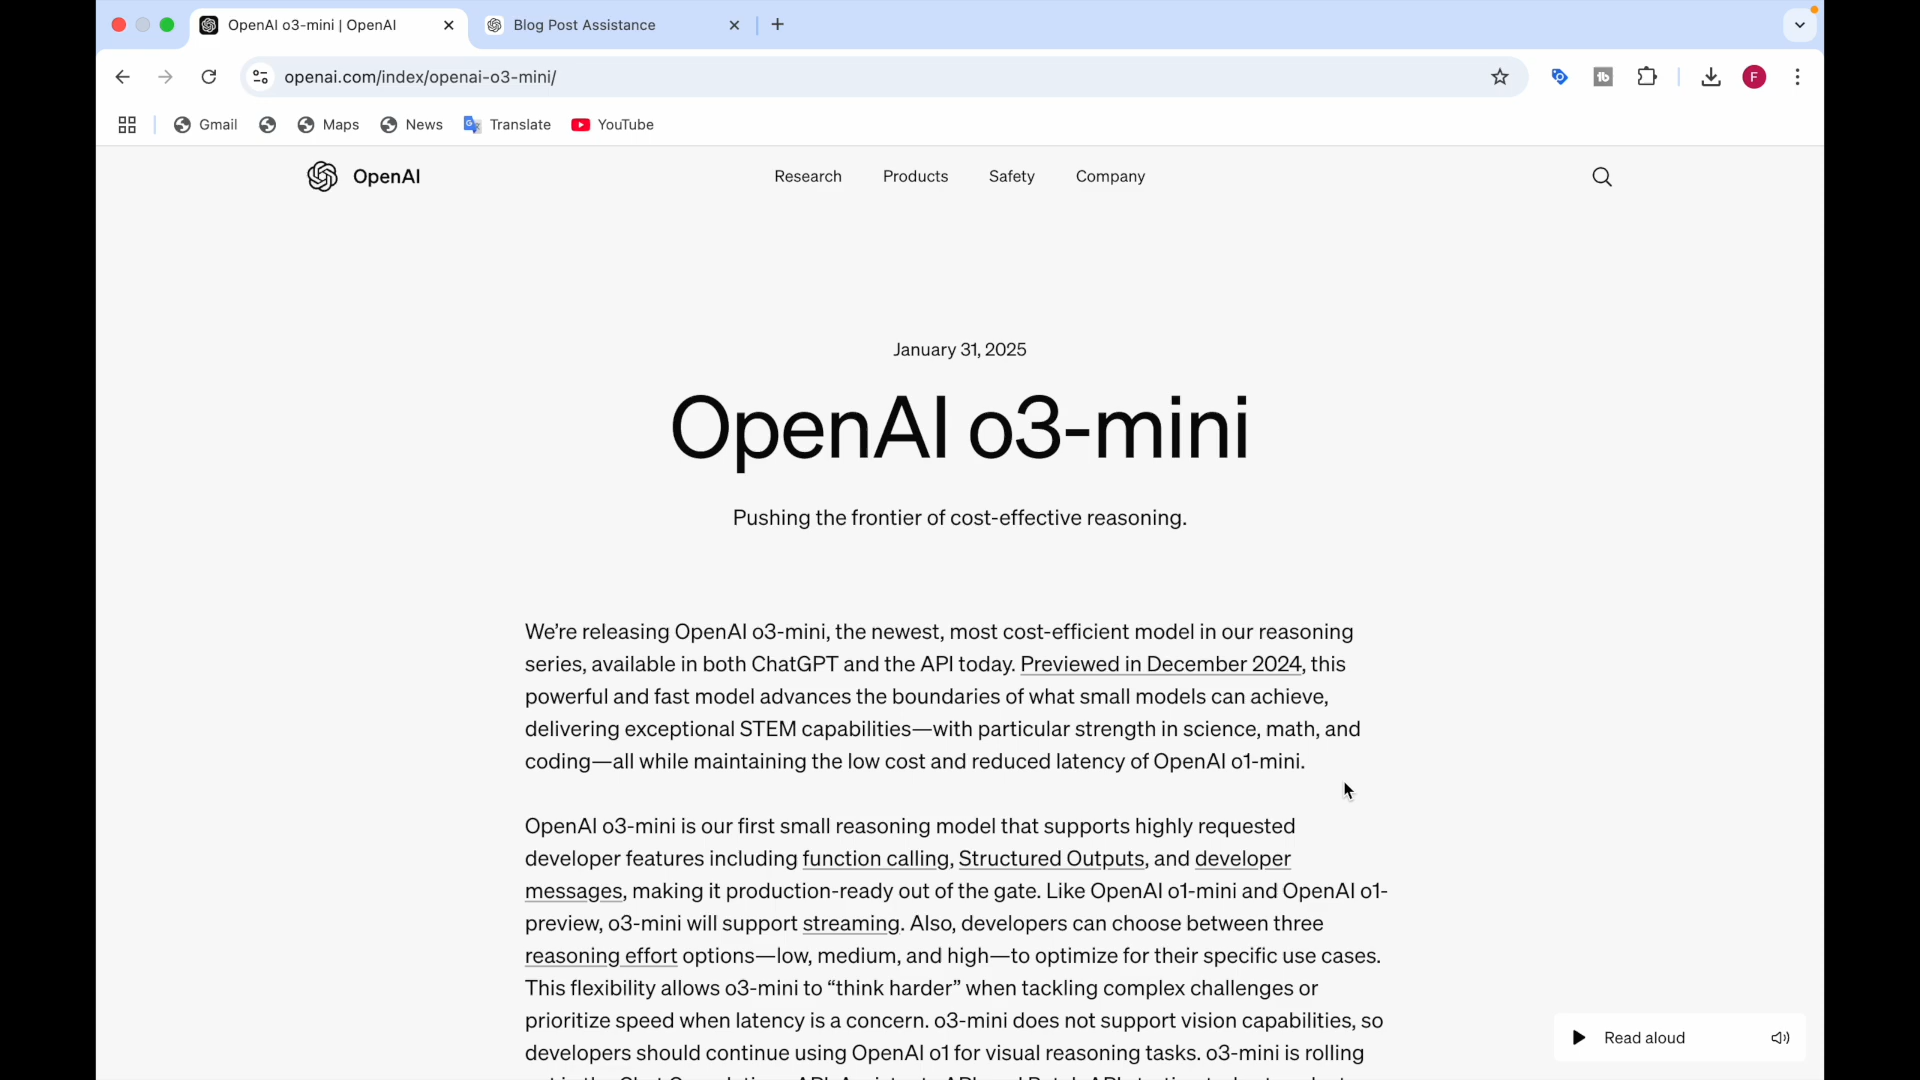 OpenAI o3-mini | OpenAI
Blog Post Assistance
openai.com/index/openai-o3-mini/
F
Gmail
Maps
News
Translate
YouTube
OpenAI
Research
Products
Safety
Company
January 31, 2025
OpenAI o3-mini
Pushing the frontier of cost-effective reasoning.
We’re releasing OpenAI o3-mini, the newest, most cost-efficient model in our reasoning
series, available in both ChatGPT and the API today. Previewed in December 2024, this
powerful and fast model advances the boundaries of what small models can achieve,
delivering exceptional STEM capabilities—with particular strength in science, math, and
coding—all while maintaining the low cost and reduced latency of OpenAI o1-mini.
OpenAI o3-mini is our first small reasoning model that supports highly requested
developer features including function calling, Structured Outputs, and developer
messages, making it production-ready out of the gate. Like OpenAI o1-mini and OpenAI o1-
preview, o3-mini will support streaming. Also, developers can choose between three
reasoning effort options—low, medium, and high—to optimize for their specific use cases.
This flexibility allows o3-mini to “think harder” when tackling complex challenges or
prioritize speed when latency is a concern. o3-mini does not support vision capabilities, so
developers should continue using OpenAI o1 for visual reasoning tasks. o3-mini is rolling
Read aloud